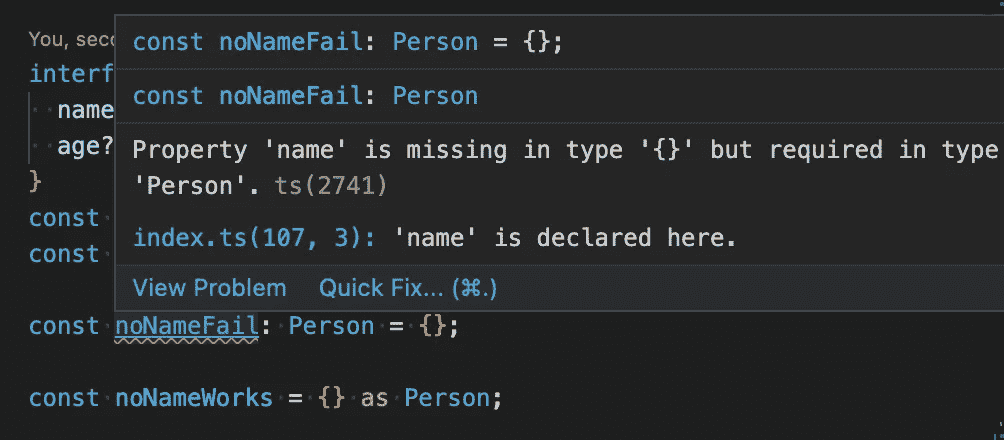 You, seco
const noNameFail: Person = {};
interf
const noNameFail: Person
name
age?
Property 'name' is missing in type '{}' but required in type
'Person'. ts(2741)
}
const
index.ts(107, 3): 'name' is declared here.
const
View Problem Quick Fix... (⌘.)
const noNameFail: Person = {};
const noNameWorks = {} as Person;